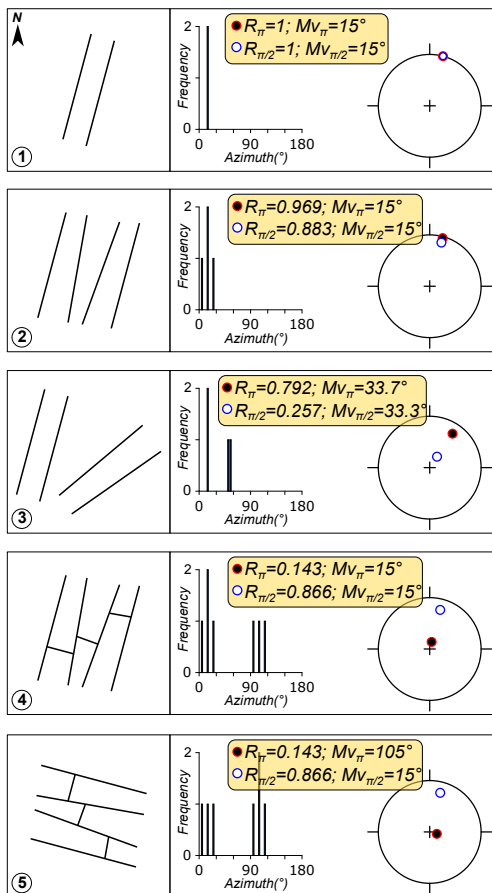 N
1
2
Frequency
0
0 90 180
Azimuth(°)
R_π=1; Mv_π=15°
R_π/2=1; Mv_π/2=15°
2
2
Frequency
0
0 90 180
Azimuth(°)
R_π=0.969; Mv_π=15°
R_π/2=0.883; Mv_π/2=15°
3
2
Frequency
0
0 90 180
Azimuth(°)
R_π=0.792; Mv_π=33.7°
R_π/2=0.257; Mv_π/2=33.3°
4
2
Frequency
0
0 90 180
Azimuth(°)
R_π=0.143; Mv_π=15°
R_π/2=0.866; Mv_π/2=15°
5
2
Frequency
0
0 90 180
Azimuth(°)
R_π=0.143; Mv_π=105°
R_π/2=0.866; Mv_π/2=15°